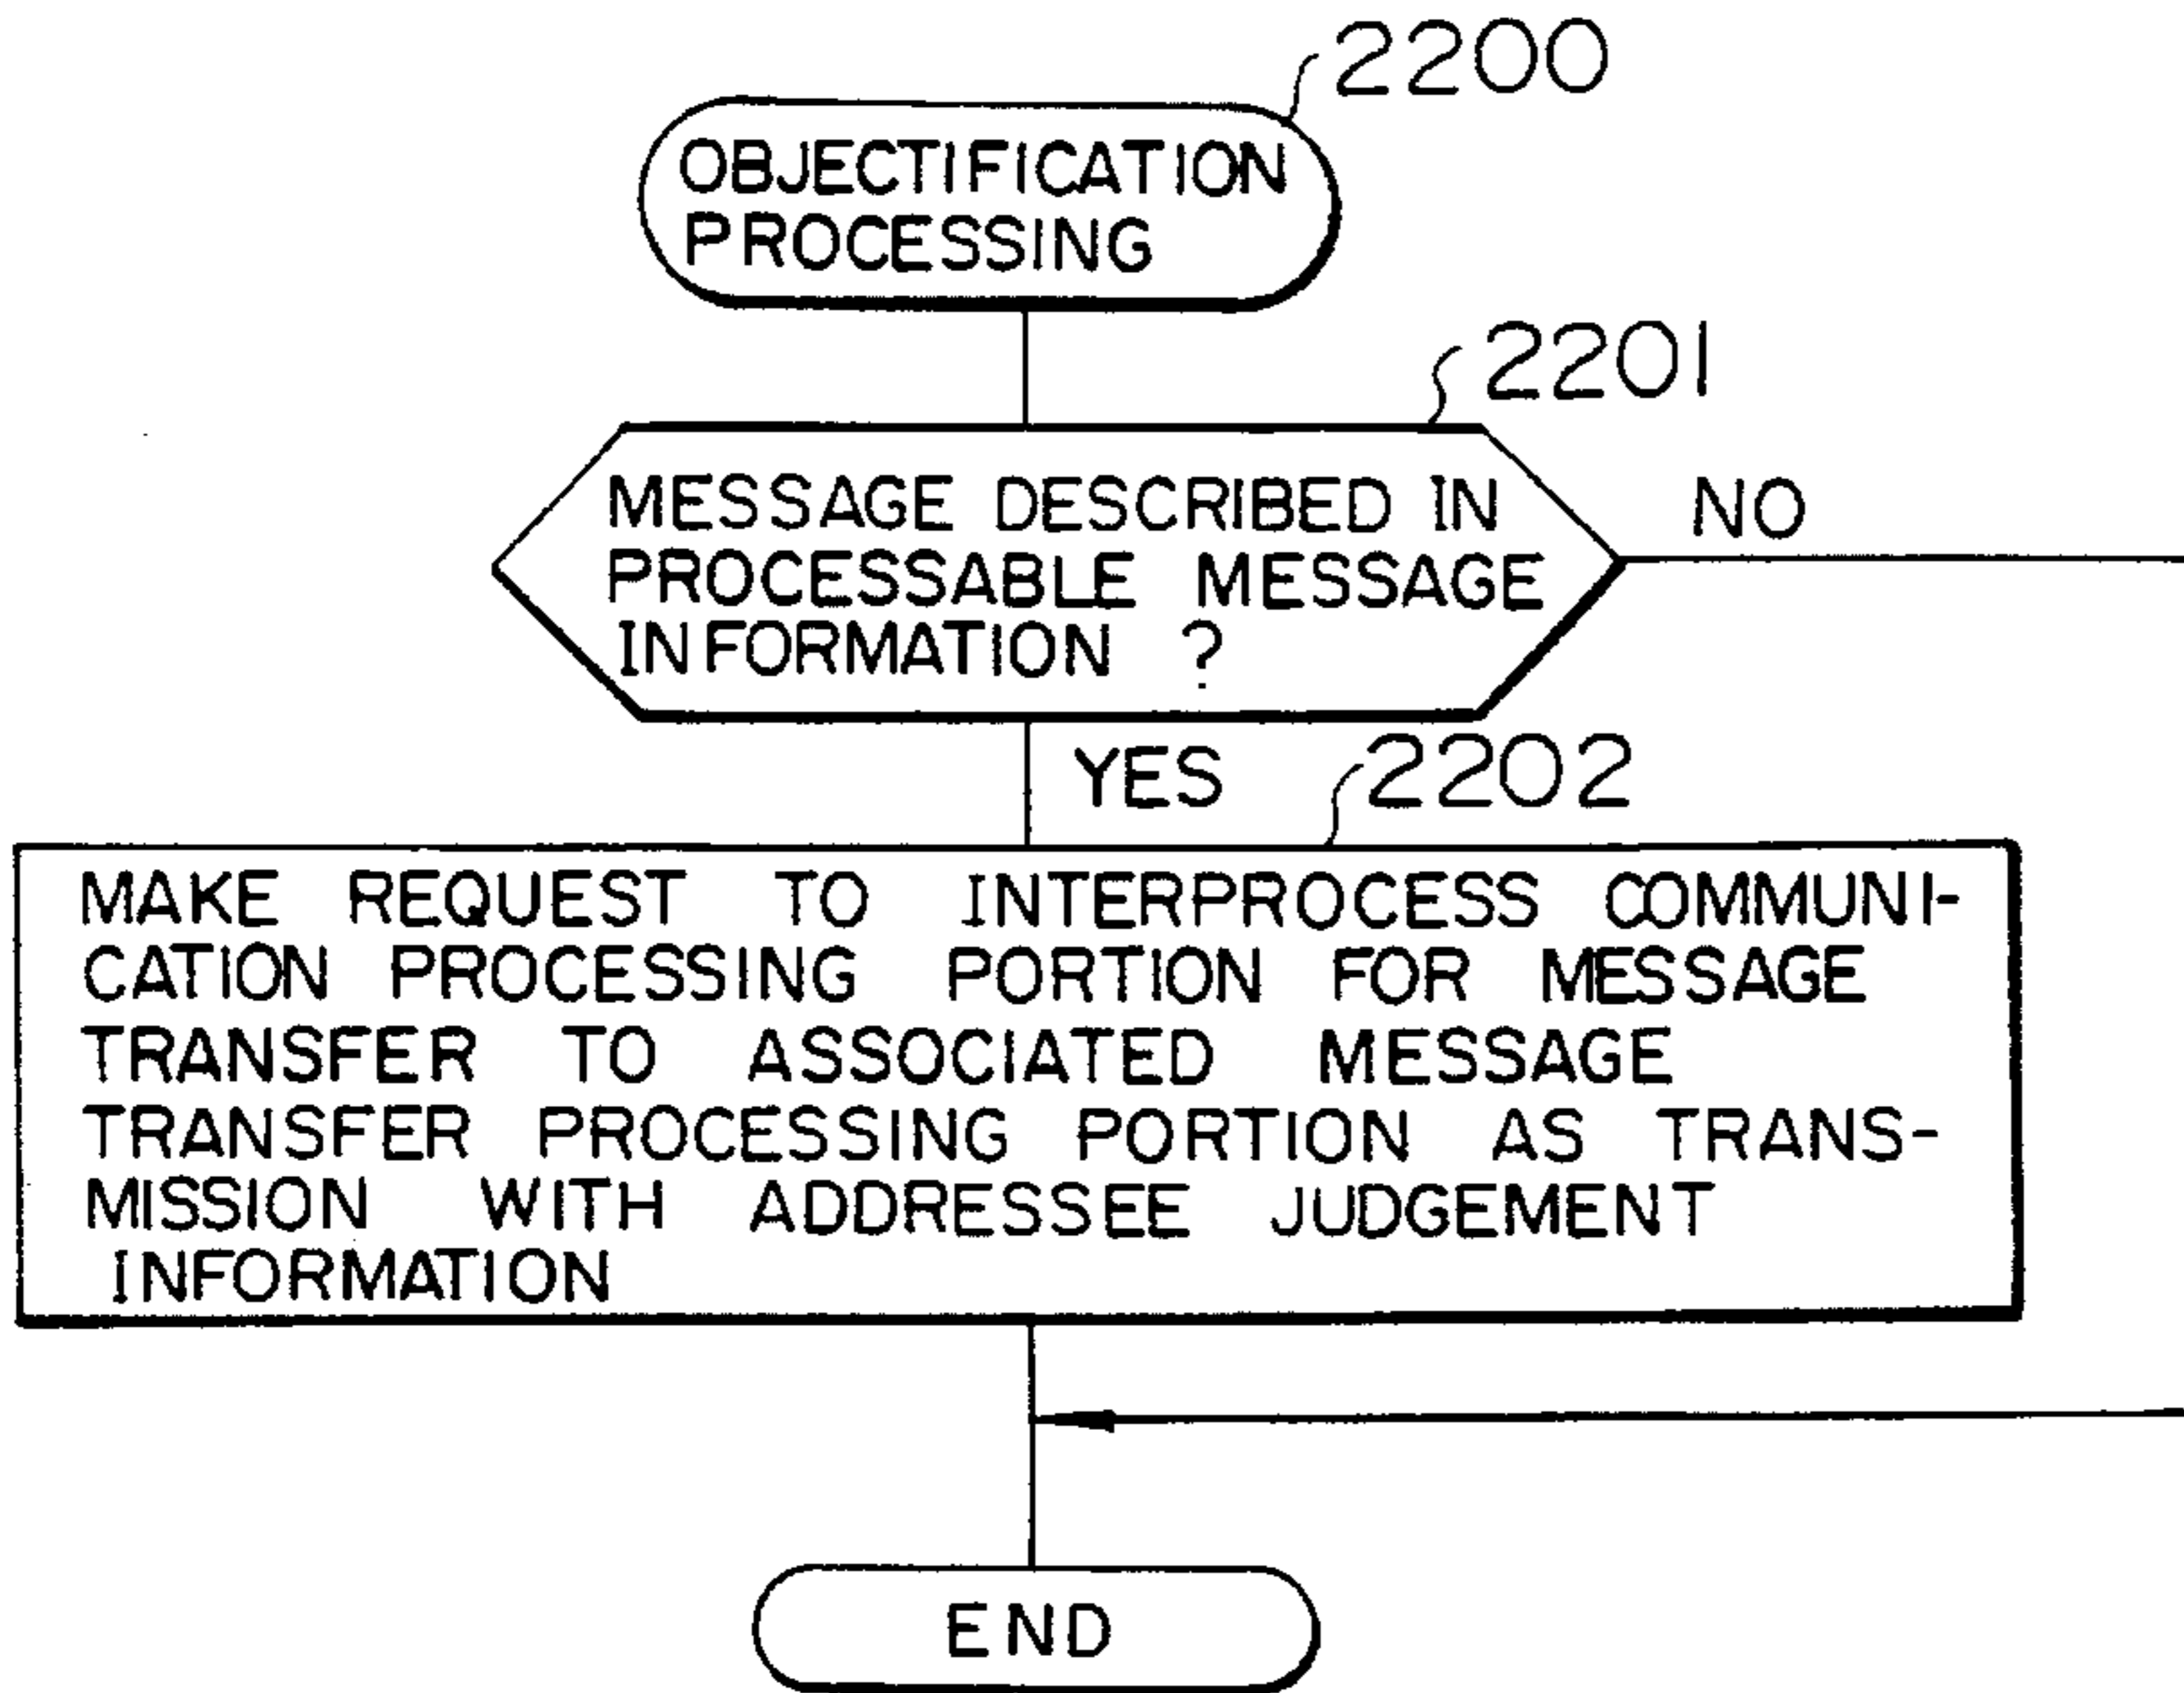 2200
OBJECTIFICATION
PROCESSING
2201
MESSAGE DESCRIBED IN
PROCESSABLE MESSAGE
INFORMATION ?
NO
YES
2202
MAKE REQUEST TO INTERPROCESS COMMUNI-
CATION PROCESSING PORTION FOR MESSAGE
TRANSFER TO ASSOCIATED MESSAGE
TRANSFER PROCESSING PORTION AS TRANS-
MISSION WITH ADDRESSEE JUDGEMENT
INFORMATION
END